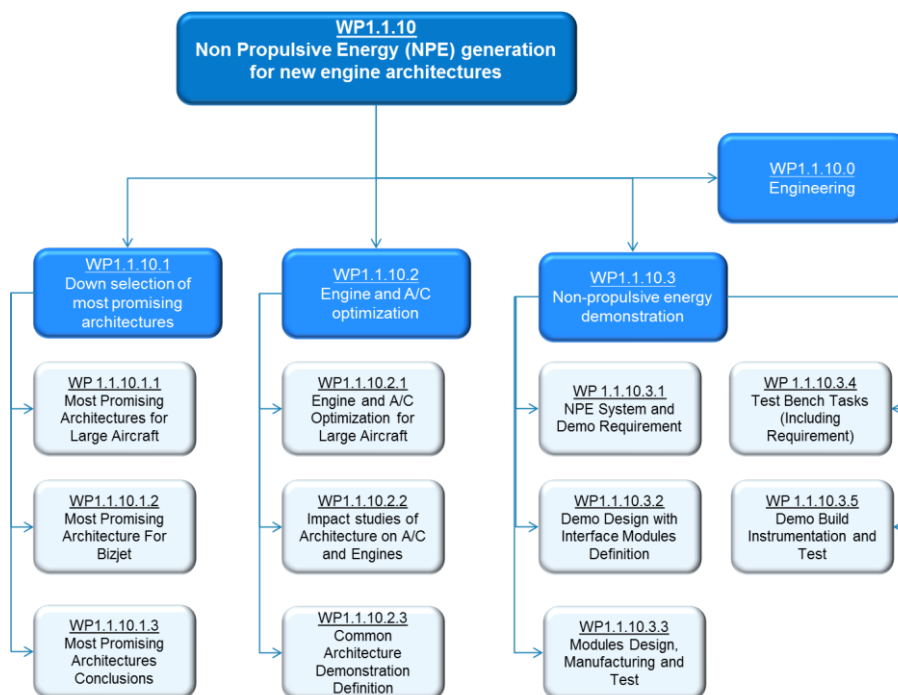 WP1.1.10
Non Propulsive Energy (NPE) generation
for new engine architectures
WP1.1.10.0
Engineering
WP1.1.10.1
Down selection of
most promising
architectures
WP1.1.10.2
Engine and A/C
optimization
WP1.1.10.3
Non-propulsive energy
demonstration
WP 1.1.10.1.1
Most Promising
Architectures for
Large Aircraft
WP1.1.10.2.1
Engine and A/C
Optimization for
Large Aircraft
WP 1.1.10.3.1
NPE System and
Demo Requirement
WP 1.1.10.3.4
Test Bench Tasks
(Including
Requirement)
WP1.1.10.1.2
Most Promising
Architecture For
Bizjet
WP1.1.10.2.2
Impact studies of
Architecture on A/C
and Engines
WP1.1.10.3.2
Demo Design with
Interface Modules
Definition
WP 1.1.10.3.5
Demo Build
Instrumentation and
Test
WP1.1.10.1.3
Most Promising
Architectures
Conclusions
WP1.1.10.2.3
Common
Architecture
Demonstration
Definition
WP1.1.10.3.3
Modules Design,
Manufacturing and
Test